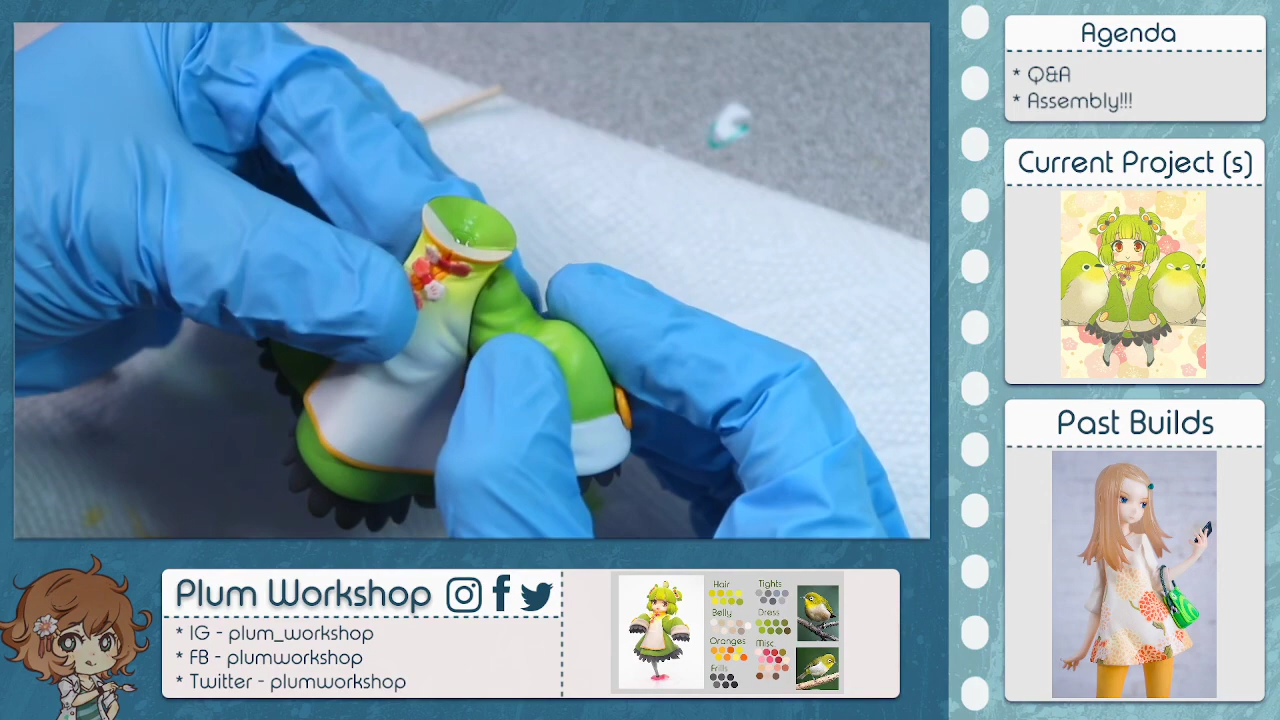 Agenda
* Q&A
* Assembly!!!
Current Project (s)
Past Builds
Plum Workshop
* IG - plum_workshop
* FB - plumworkshop
* Twitter - plumworkshop
Hair
Tights
Belly
Dress
Oranges
Misc
Frills